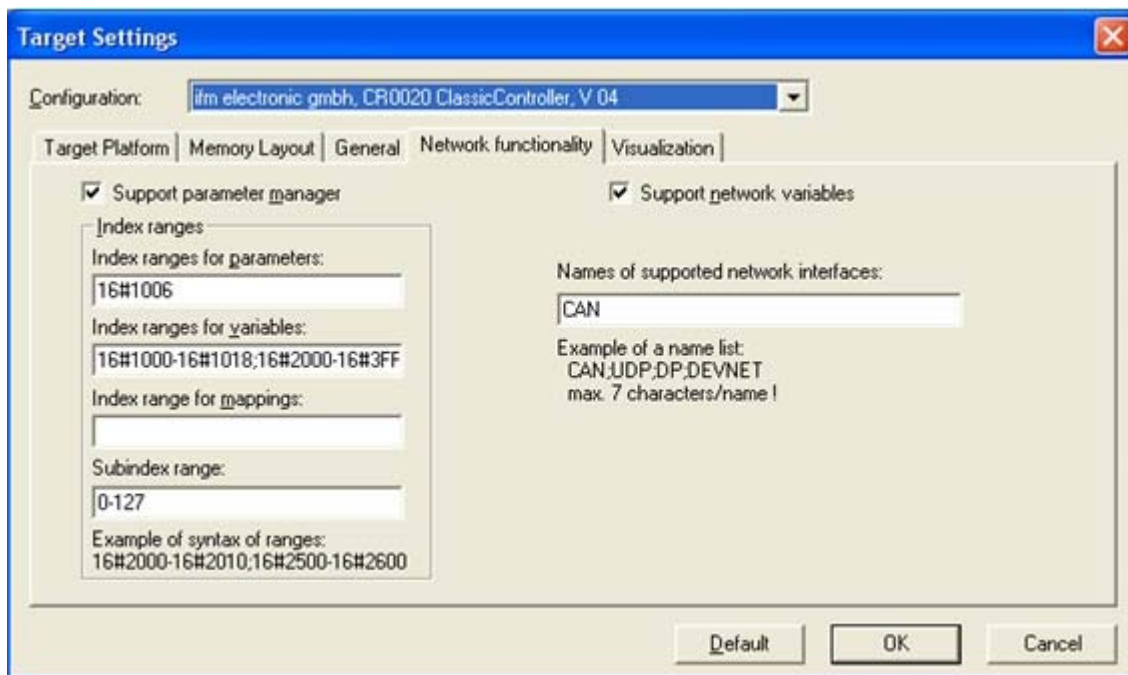 Target Settings
Configuration: ifm electronic gmbh, CR0020 ClassicController, V 04
Target Platform Memory Layout General Network functionality Visualization
Support parameter manager
Index ranges
Index ranges for parameters:
16#1006
Index ranges for variables:
16#1000-16#1018;16#2000-16#3FF
Index range for mappings:
Subindex range:
0-127
Example of syntax of ranges:
16#2000-16#2010;16#2500-16#2600
Support network variables
Names of supported network interfaces:
CAN
Example of a name list:
CAN;UDP;DP;DEVNET
max. 7 characters/name !
Default OK Cancel